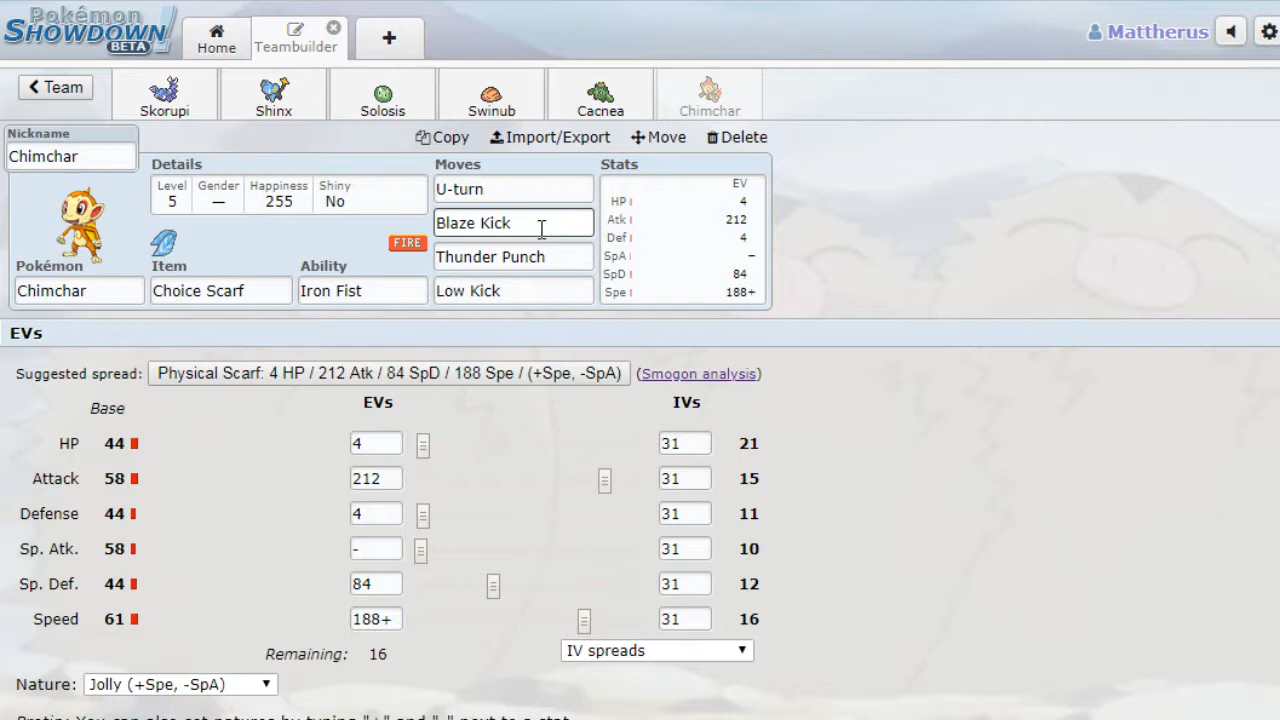 Pokémon
SHOWDOWN!
BETA
Home
Teambuilder
+
Mattherus
Team
Skorupi
Shinx
Solosis
Swinub
Cacnea
Chimchar
Nickname
Chimchar
Copy Import/Export Move Delete
Details
Moves
Stats
Level Gender Happiness Shiny
5 — 255 No
FIRE
U-turn
Blaze Kick
Thunder Punch
Low Kick
EV
HP 4
Atk 212
Def 4
SpA –
SpD 84
Spe 188+
Pokémon Item Ability
Chimchar Choice Scarf Iron Fist
EVs
Suggested spread: Physical Scarf: 4 HP / 212 Atk / 84 SpD / 188 Spe / (+Spe, -SpA) (Smogon analysis)
Base EVs IVs
HP 44 4 31 21
Attack 58 212 31 15
Defense 44 4 31 11
Sp. Atk. 58 - 31 10
Sp. Def. 44 84 31 12
Speed 61 188+ 31 16
Remaining: 16 IV spreads
Nature: Jolly (+Spe, -SpA)